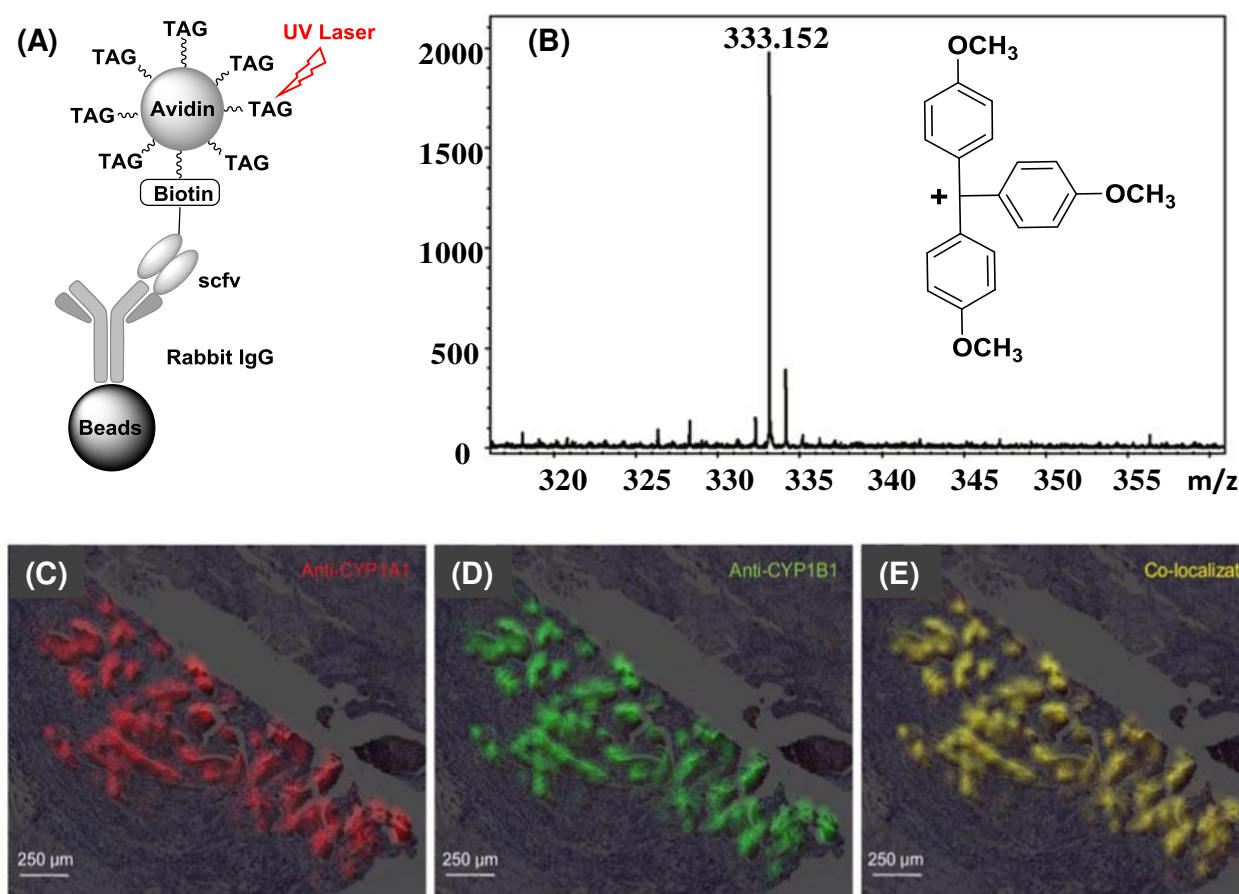 (A)
TAG
UV Laser
TAG
TAG
TAG
Avidin
TAG
TAG
TAG
Biotin
scfv
Rabbit IgG
Beads
(B)
333.152
2000
1500
1000
500
0
320 325 330 335 340 345 350 355 m/z
OCH3
+
OCH3
OCH3
(C)
Anti-CYP1A1
250 µm
(D)
Anti-CYP1B1
250 µm
(E)
Co-localizat
250 µm